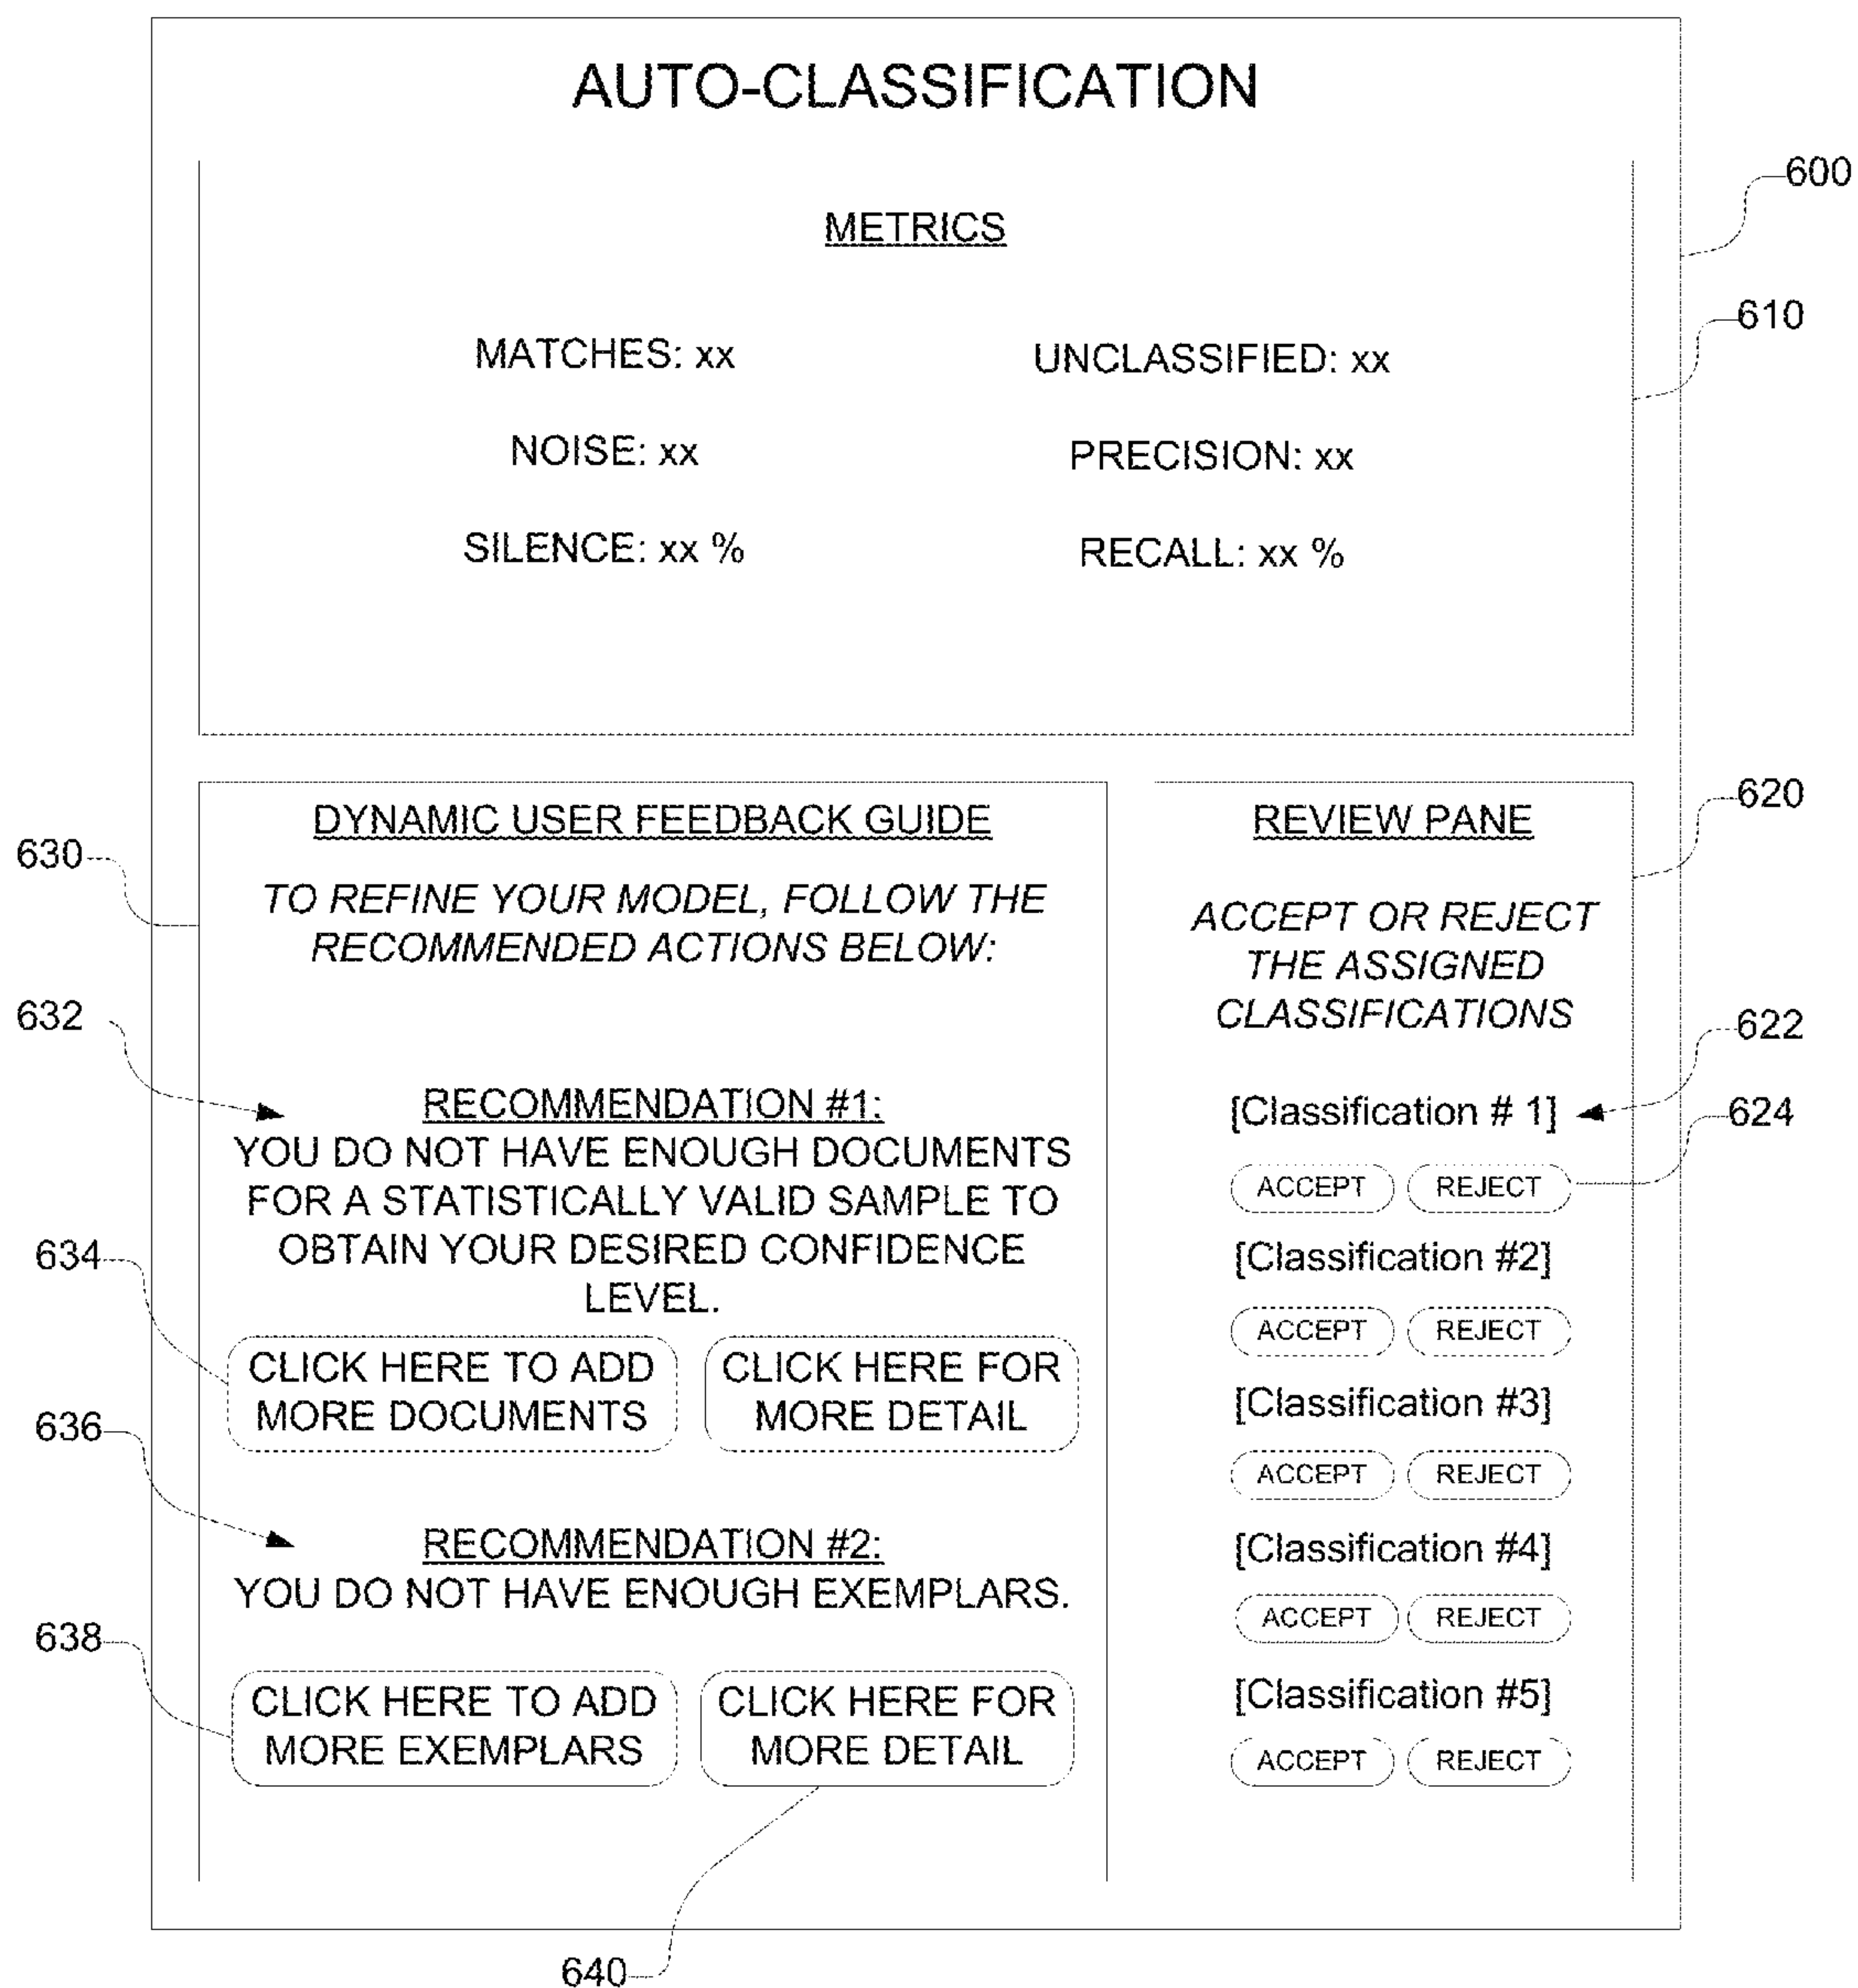 AUTO-CLASSIFICATION
600
METRICS
610
MATCHES: xx
UNCLASSIFIED: xx
NOISE: xx
PRECISION: xx
SILENCE: xx %
RECALL: xx %
630
DYNAMIC USER FEEDBACK GUIDE
TO REFINE YOUR MODEL, FOLLOW THE
RECOMMENDED ACTIONS BELOW:
632
RECOMMENDATION #1:
YOU DO NOT HAVE ENOUGH DOCUMENTS
FOR A STATISTICALLY VALID SAMPLE TO
OBTAIN YOUR DESIRED CONFIDENCE
LEVEL.
634
CLICK HERE TO ADD
MORE DOCUMENTS
CLICK HERE FOR
MORE DETAIL
636
RECOMMENDATION #2:
YOU DO NOT HAVE ENOUGH EXEMPLARS.
638
CLICK HERE TO ADD
MORE EXEMPLARS
CLICK HERE FOR
MORE DETAIL
640
620
REVIEW PANE
ACCEPT OR REJECT
THE ASSIGNED
CLASSIFICATIONS
622
[Classification # 1]
624
ACCEPT REJECT
[Classification #2]
ACCEPT REJECT
[Classification #3]
ACCEPT REJECT
[Classification #4]
ACCEPT REJECT
[Classification #5]
ACCEPT REJECT